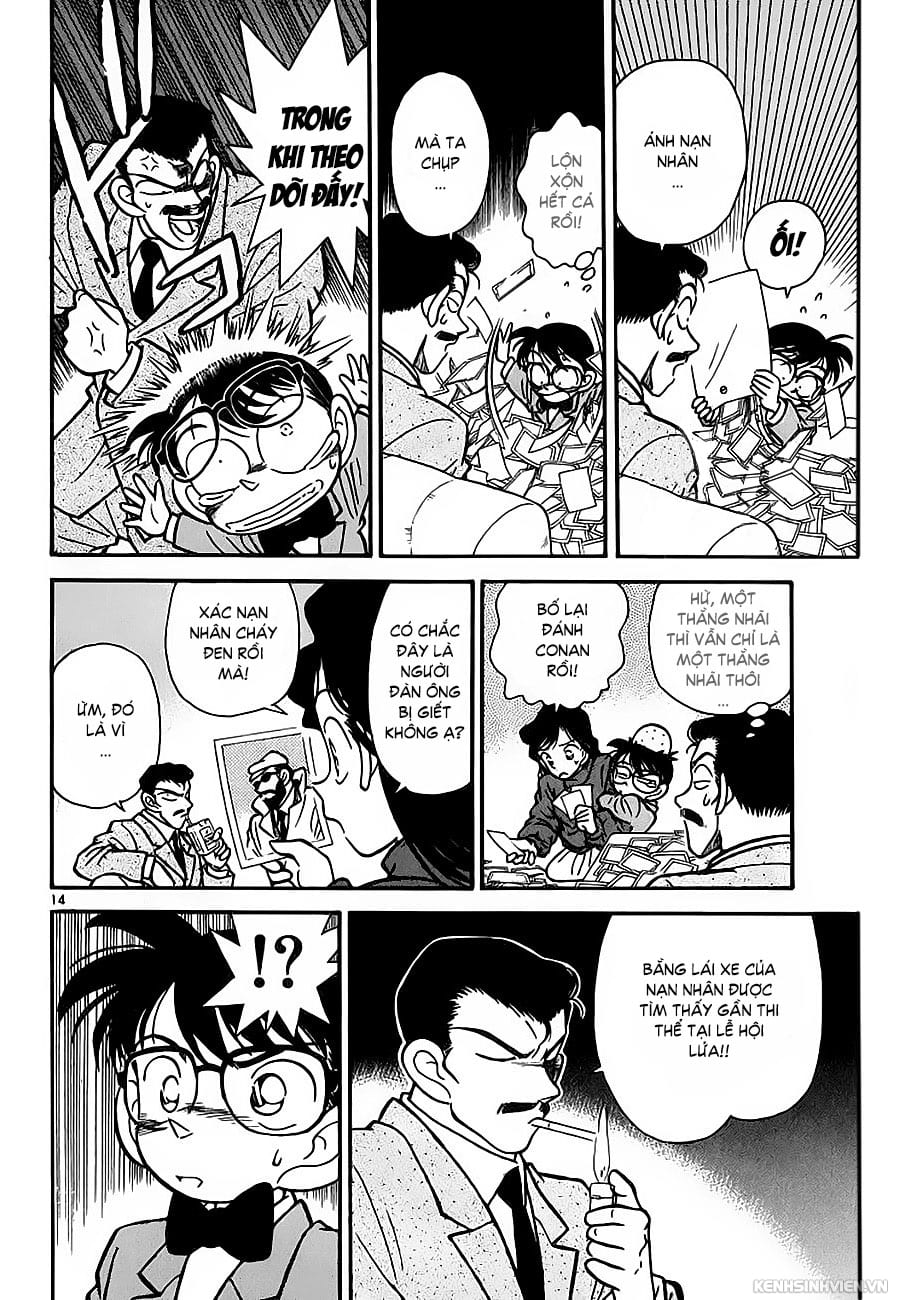 ẢNH NẠN
NHÂN
...
ỐI!
LỘN
XỘN
HẾT CẢ
RỒI!
MÀ TA
CHỤP
...
TRONG
KHI THEO
DÕI ĐẤY!
HỪ, MỘT
THẰNG NHÃI
THÌ VẪN CHỈ LÀ
MỘT THẰNG
NHÃI THÔI
...
BỐ LẠI
ĐÁNH
CONAN
RỒI!
CÓ CHẮC
ĐÂY LÀ
NGƯỜI
ĐÀN ÔNG
BỊ GIẾT
KHÔNG Ạ?
XÁC NẠN
NHÂN CHÁY
ĐEN RỒI
MÀ!
ỪM, ĐÓ
LÀ VÌ
...
14
BẰNG LÁI XE CỦA
NẠN NHÂN ĐƯỢC
TÌM THẤY GẦN THI
THỂ TẠI LỄ HỘI
LỬA!!
!?
KENHSINHVIEN.VN